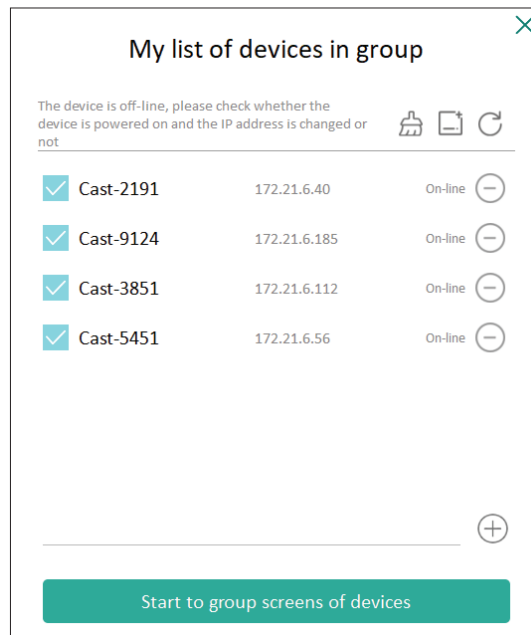 My list of devices in group
The device is off-line, please check whether the
device is powered on and the IP address is changed or
not
Cast-2191 172.21.6.40 On-line
Cast-9124 172.21.6.185 On-line
Cast-3851 172.21.6.112 On-line
Cast-5451 172.21.6.56 On-line
Start to group screens of devices